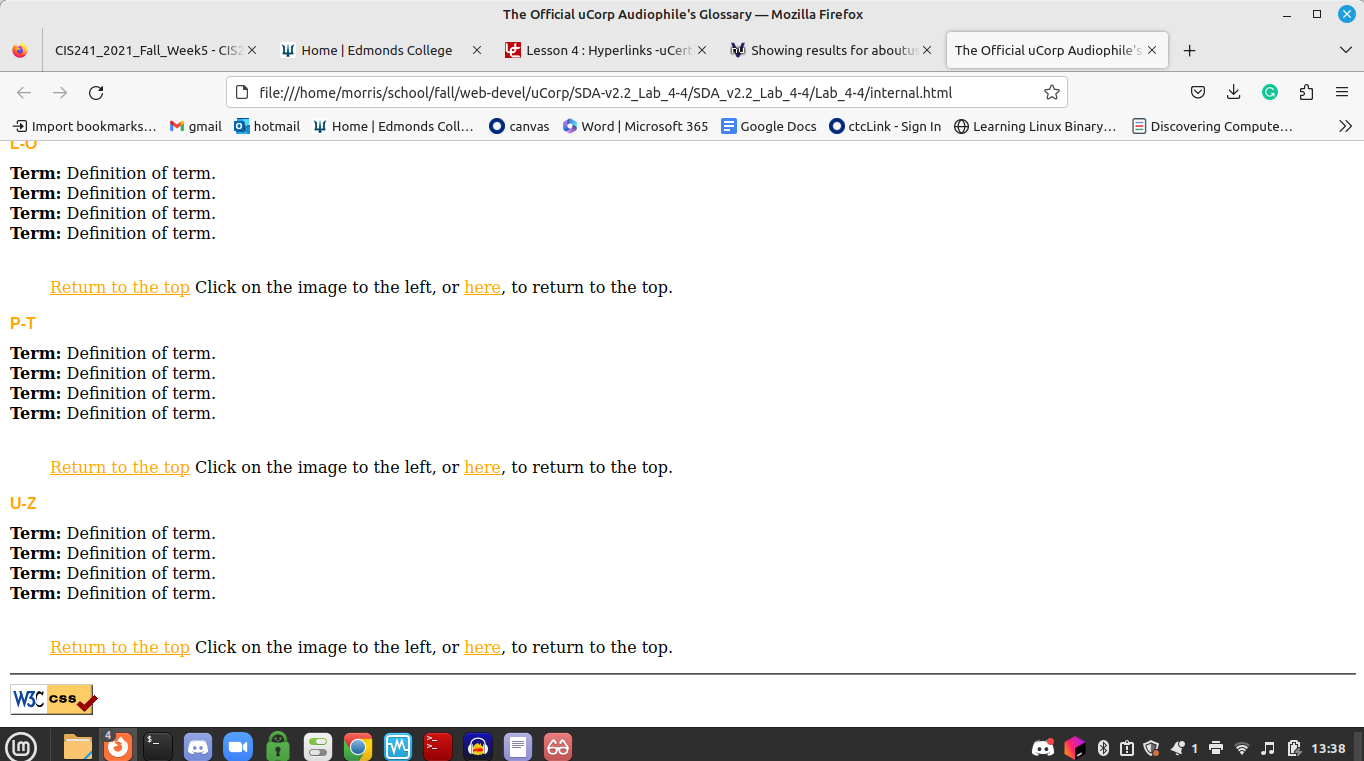 The Official uCorp Audiophile's Glossary — Mozilla Firefox
CIS241_2021_Fall_Week5 - CIS2
Home | Edmonds College
Lesson 4 : Hyperlinks -uCert
Showing results for aboutus
The Official uCorp Audiophile's
file:///home/morris/school/fall/web-devel/uCorp/SDA-v2.2_Lab_4-4/SDA_v2.2_Lab_4-4/Lab_4-4/internal.html
Import bookmarks... gmail hotmail Home | Edmonds Coll... canvas Word | Microsoft 365 Google Docs ctcLink - Sign In Learning Linux Binary... Discovering Compute...
L-O
Term: Definition of term.
Term: Definition of term.
Term: Definition of term.
Term: Definition of term.
Return to the top Click on the image to the left, or here, to return to the top.
P-T
Term: Definition of term.
Term: Definition of term.
Term: Definition of term.
Term: Definition of term.
Return to the top Click on the image to the left, or here, to return to the top.
U-Z
Term: Definition of term.
Term: Definition of term.
Term: Definition of term.
Term: Definition of term.
Return to the top Click on the image to the left, or here, to return to the top.
W3C css
4
1
13:38